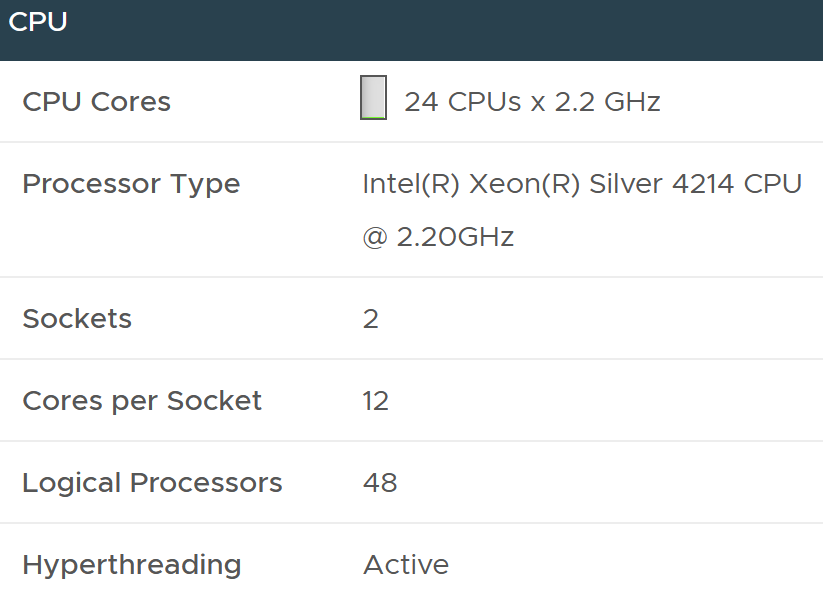 CPU
CPU Cores 24 CPUs x 2.2 GHz
Processor Type Intel(R) Xeon(R) Silver 4214 CPU
@ 2.20GHz
Sockets 2
Cores per Socket 12
Logical Processors 48
Hyperthreading Active